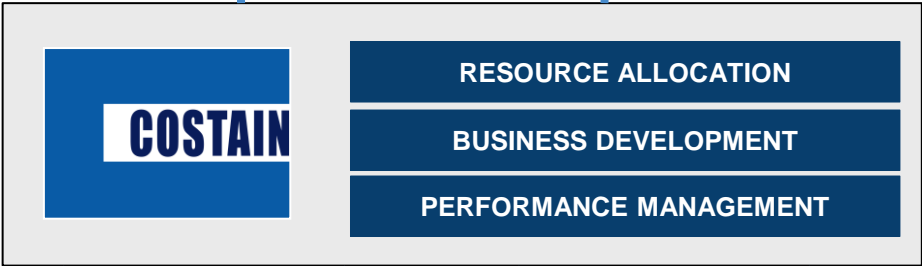 COSTAIN
RESOURCE ALLOCATION
BUSINESS DEVELOPMENT
PERFORMANCE MANAGEMENT